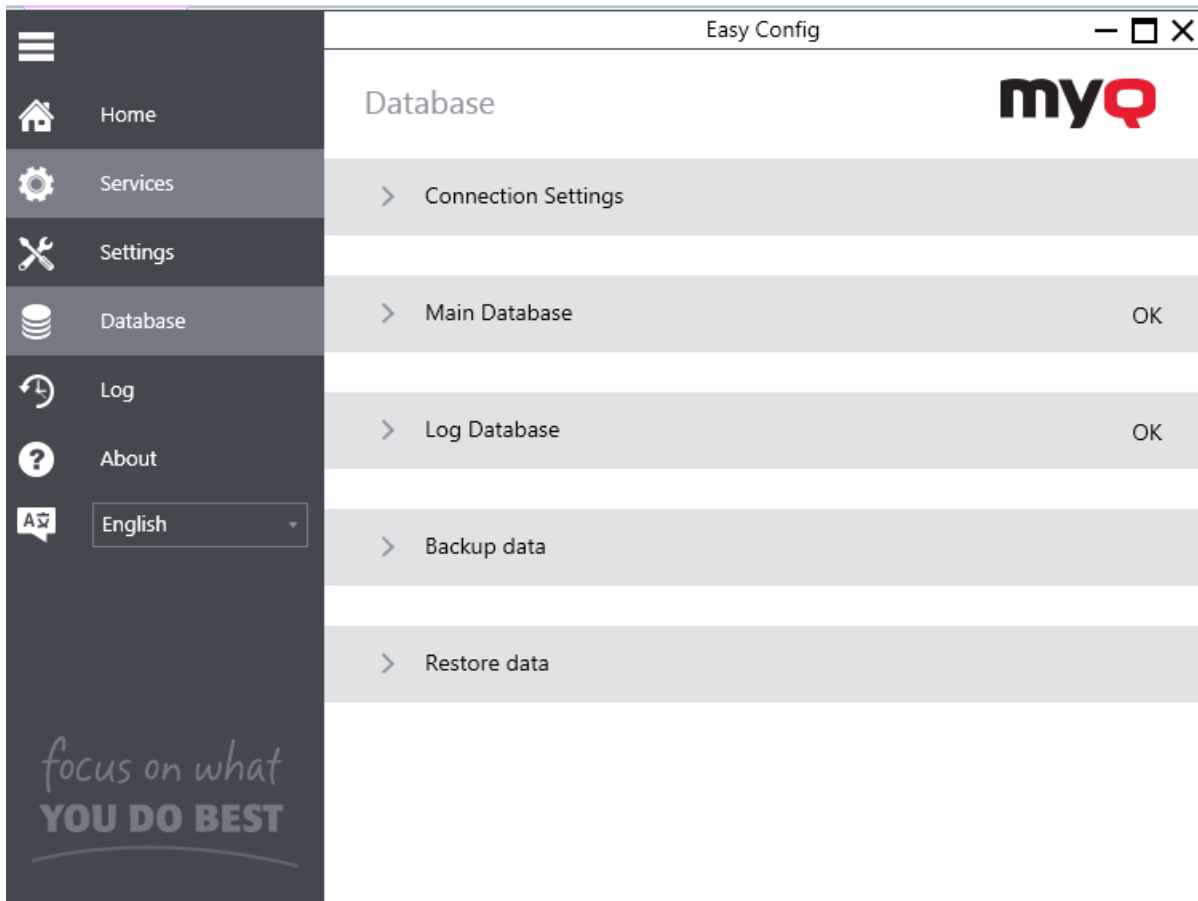 Easy Config
Home
Services
Settings
Database
Log
About
A
English
focus on what
YOU DO BEST
Database
myQ
Connection Settings
Main Database OK
Log Database OK
Backup data
Restore data